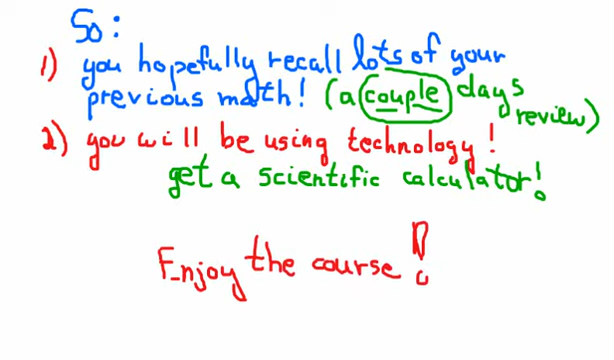 So:
1) you hopefully recall lots of your
previous math! (a couple days review)
2) you will be using technology!
get a scientific calculator!
Enjoy the course!